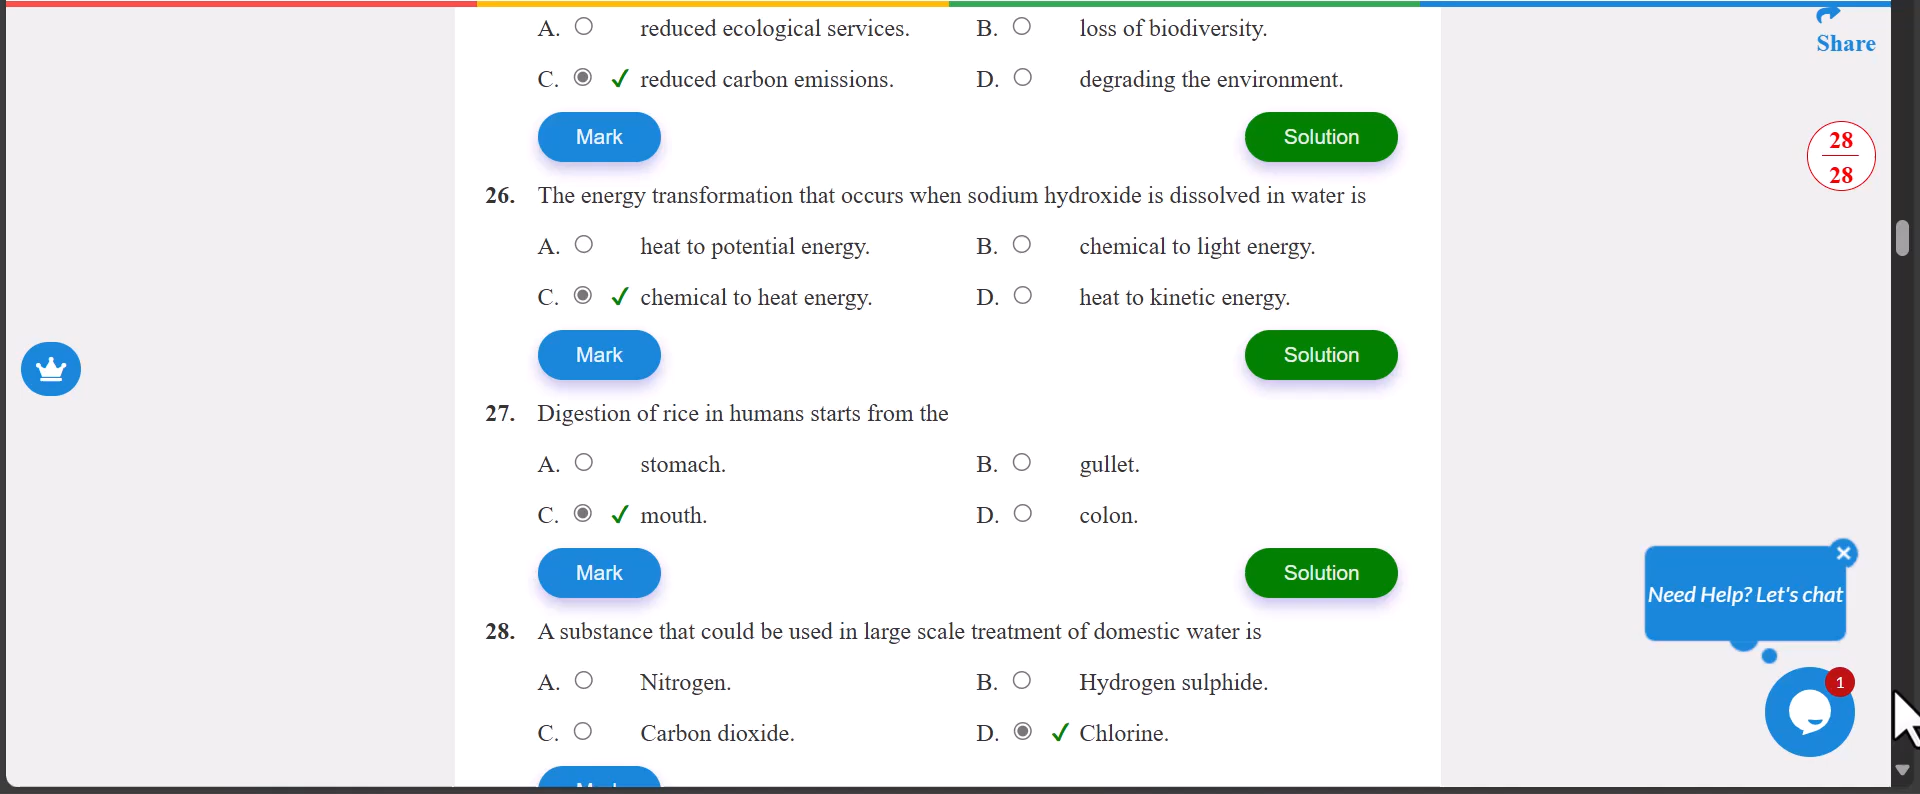 A. reduced ecological services. B. loss of biodiversity.
Share
C. ✓ reduced carbon emissions. D. degrading the environment.
Mark Solution
28
28
26. The energy transformation that occurs when sodium hydroxide is dissolved in water is
A. heat to potential energy. B. chemical to light energy.
C. ✓ chemical to heat energy. D. heat to kinetic energy.
Mark Solution
27. Digestion of rice in humans starts from the
A. stomach. B. gullet.
C. ✓ mouth. D. colon.
Mark Solution
Need Help? Let's chat
28. A substance that could be used in large scale treatment of domestic water is
A. Nitrogen. B. Hydrogen sulphide.
1
C. Carbon dioxide. D. ✓ Chlorine.